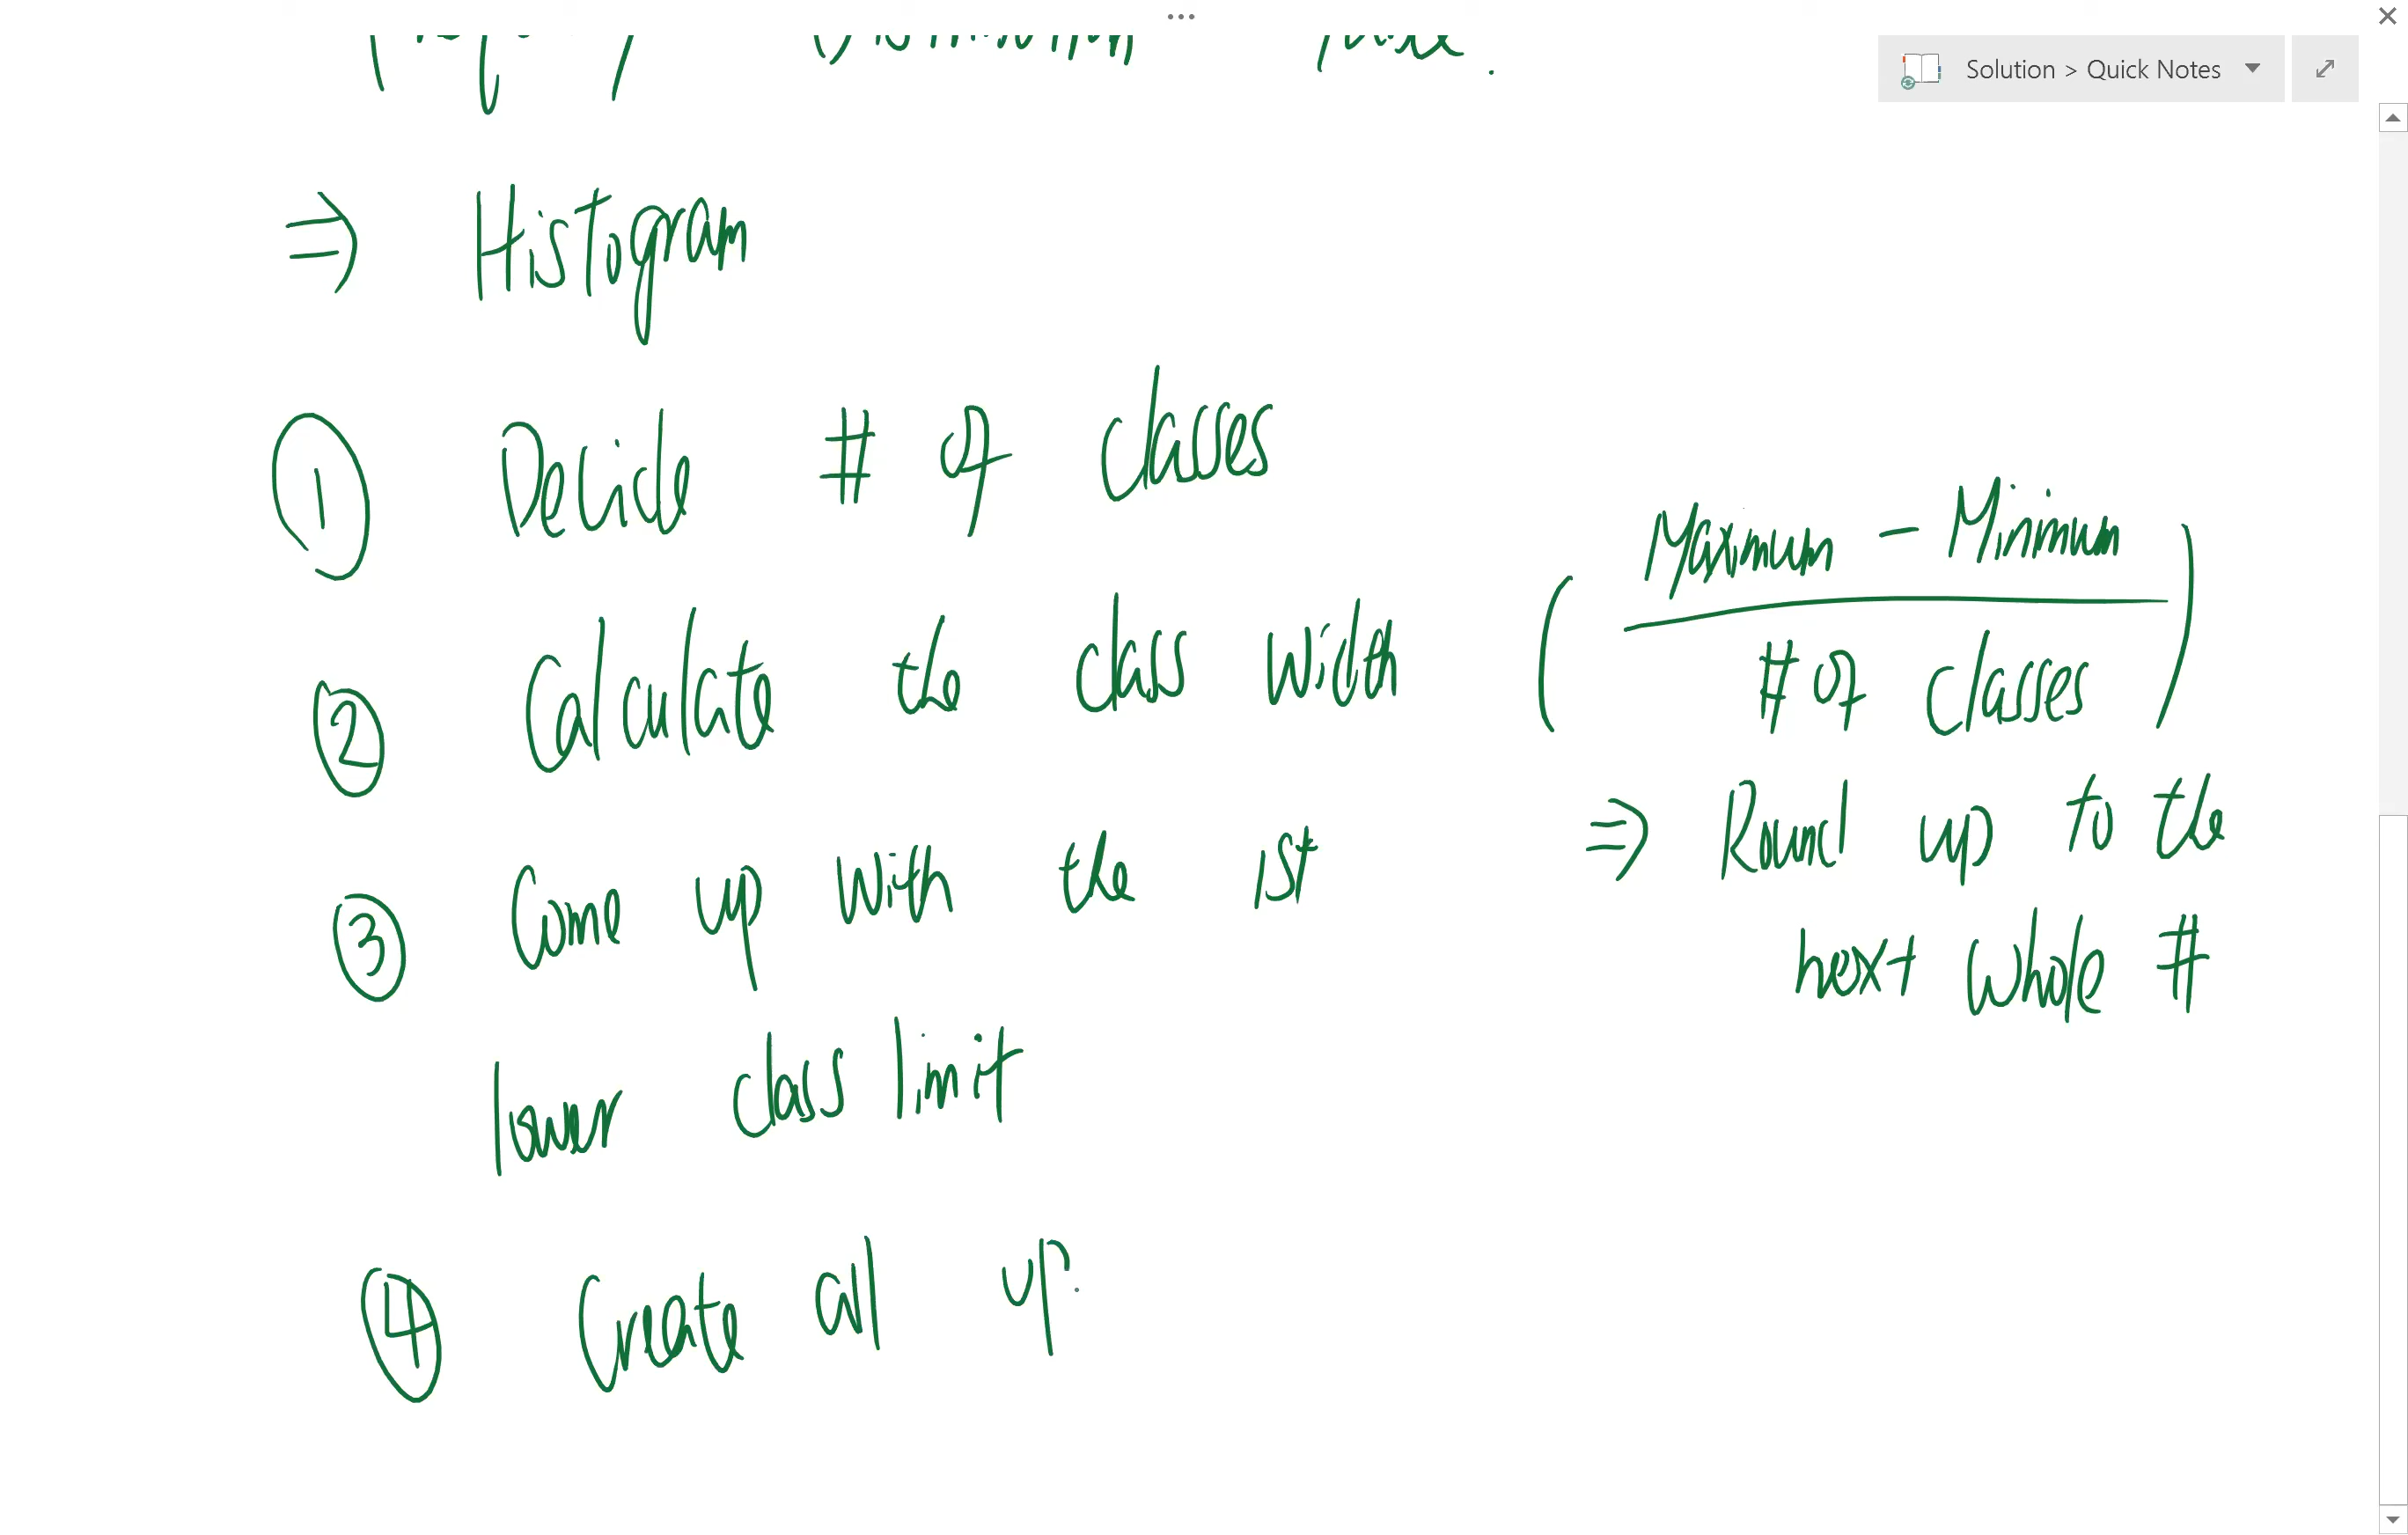 Solution > Quick Notes
⇒ Histogram
① Decide # of classes
② Calculate the class width ( Maximum - Minimum / # of classes )
⇒ Round up to the
next whole #
③ Come up with the 1st
lower class limit
④ Create all up